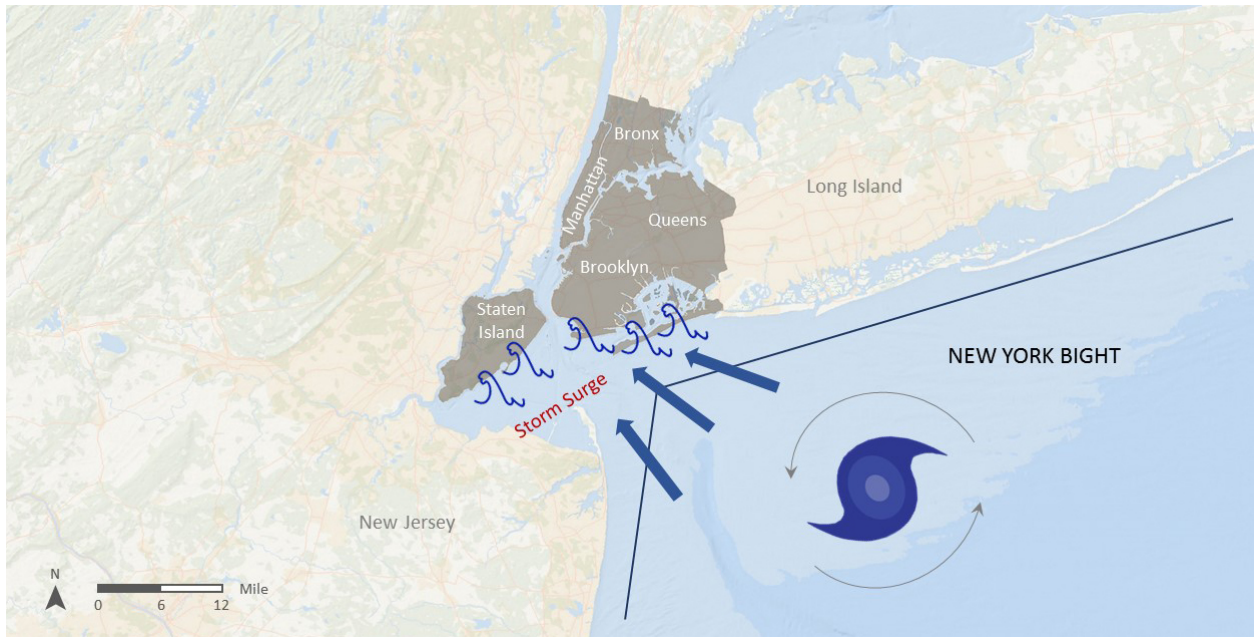 Bronx
Manhattan
Long Island
Queens
Brooklyn
Staten
Island
NEW YORK BIGHT
Storm Surge
New Jersey
N
Mile
0 6 12